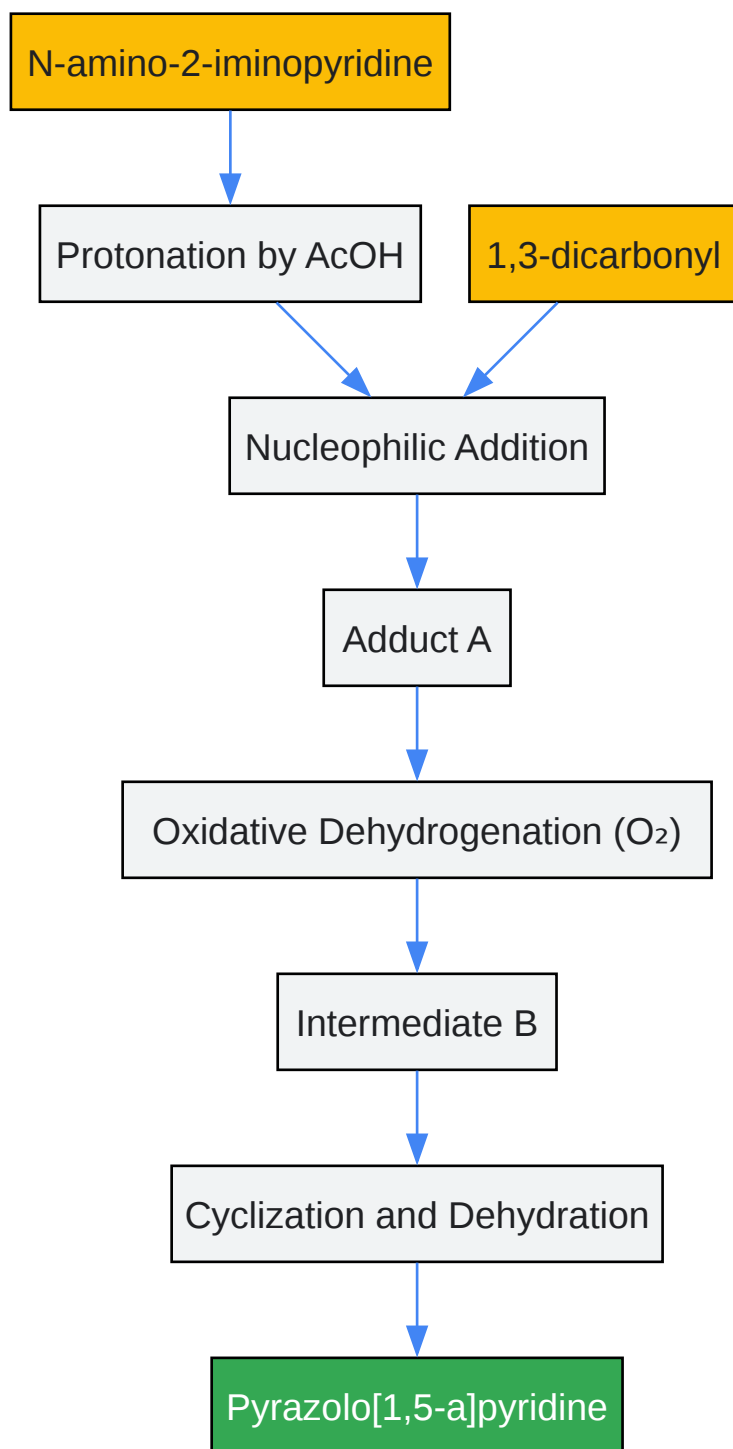 N-amino-2-iminopyridine
Protonation by AcOH
1,3-dicarbonyl
Nucleophilic Addition
Adduct A
Oxidative Dehydrogenation (O₂)
Intermediate B
Cyclization and Dehydration
Pyrazolo[1,5-a]pyridine